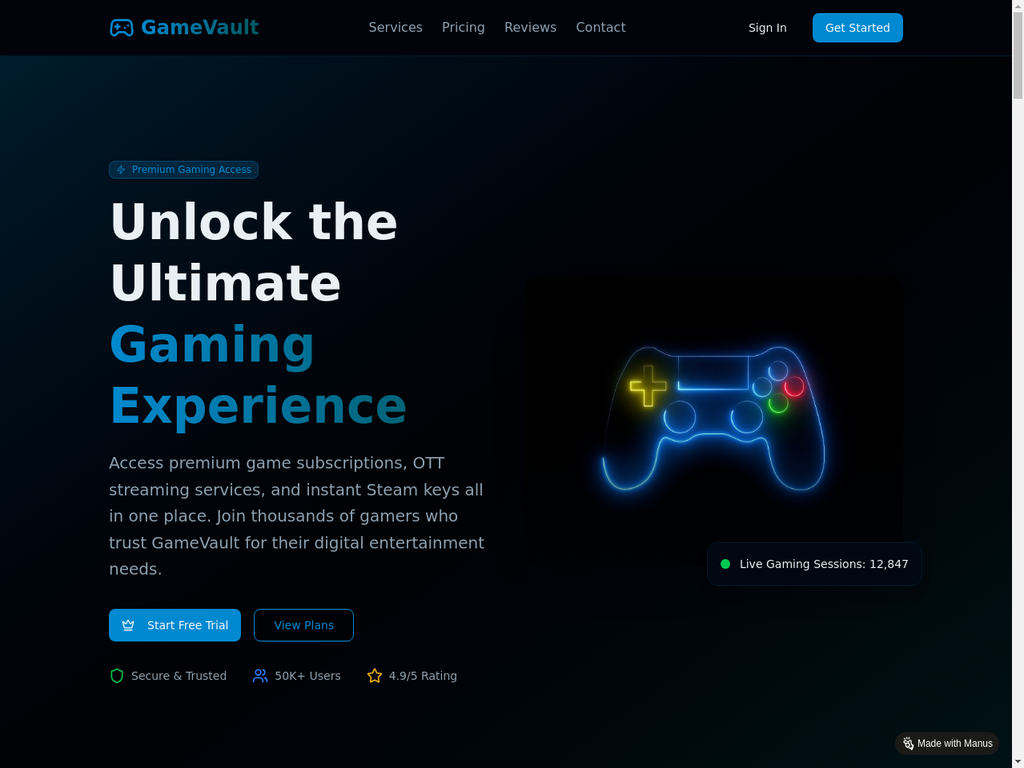 GameVault
Services
Pricing
Reviews
Contact
Sign In
Get Started
Premium Gaming Access
Unlock the
Ultimate
Gaming
Experience
Access premium game subscriptions, OTT
streaming services, and instant Steam keys all
in one place. Join thousands of gamers who
trust GameVault for their digital entertainment
needs.
Live Gaming Sessions: 12,847
Start Free Trial
View Plans
Secure & Trusted
50K+ Users
4.9/5 Rating
Made with Manus